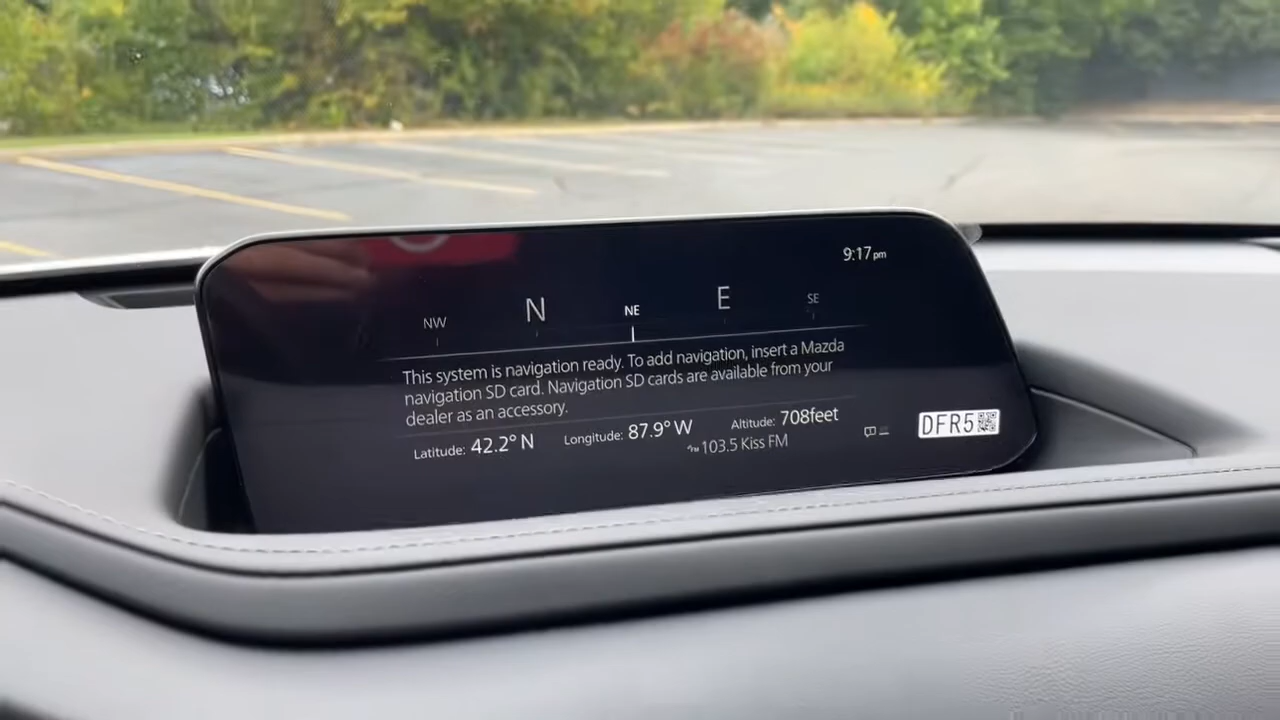 9:17pm
NW N NE E SE
This system is navigation ready. To add navigation, insert a Mazda
navigation SD card. Navigation SD cards are available from your
dealer as an accessory.
Latitude: 42.2° N Longitude: 87.9° W Altitude: 708feet
FM 103.5 Kiss FM
DFR5